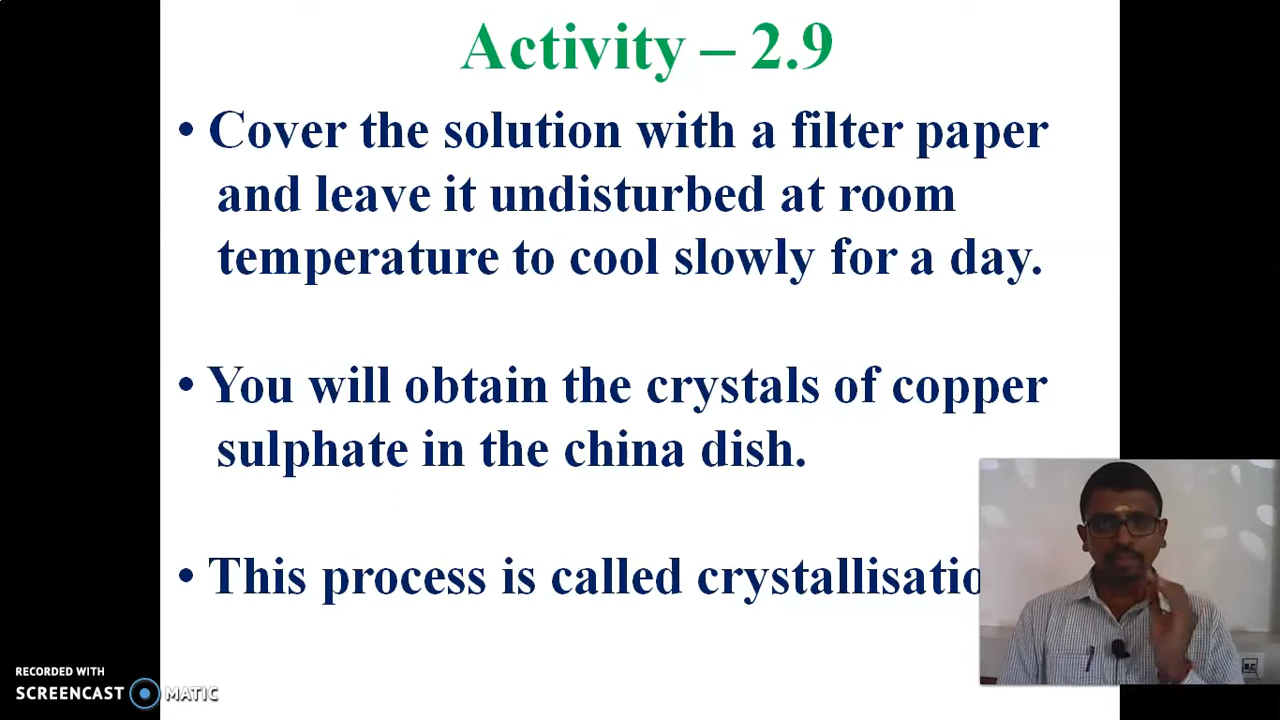 Activity – 2.9
• Cover the solution with a filter paper
and leave it undisturbed at room
temperature to cool slowly for a day.
• You will obtain the crystals of copper
sulphate in the china dish.
• This process is called crystallisatio
RECORDED WITH
SCREENCAST MATIC